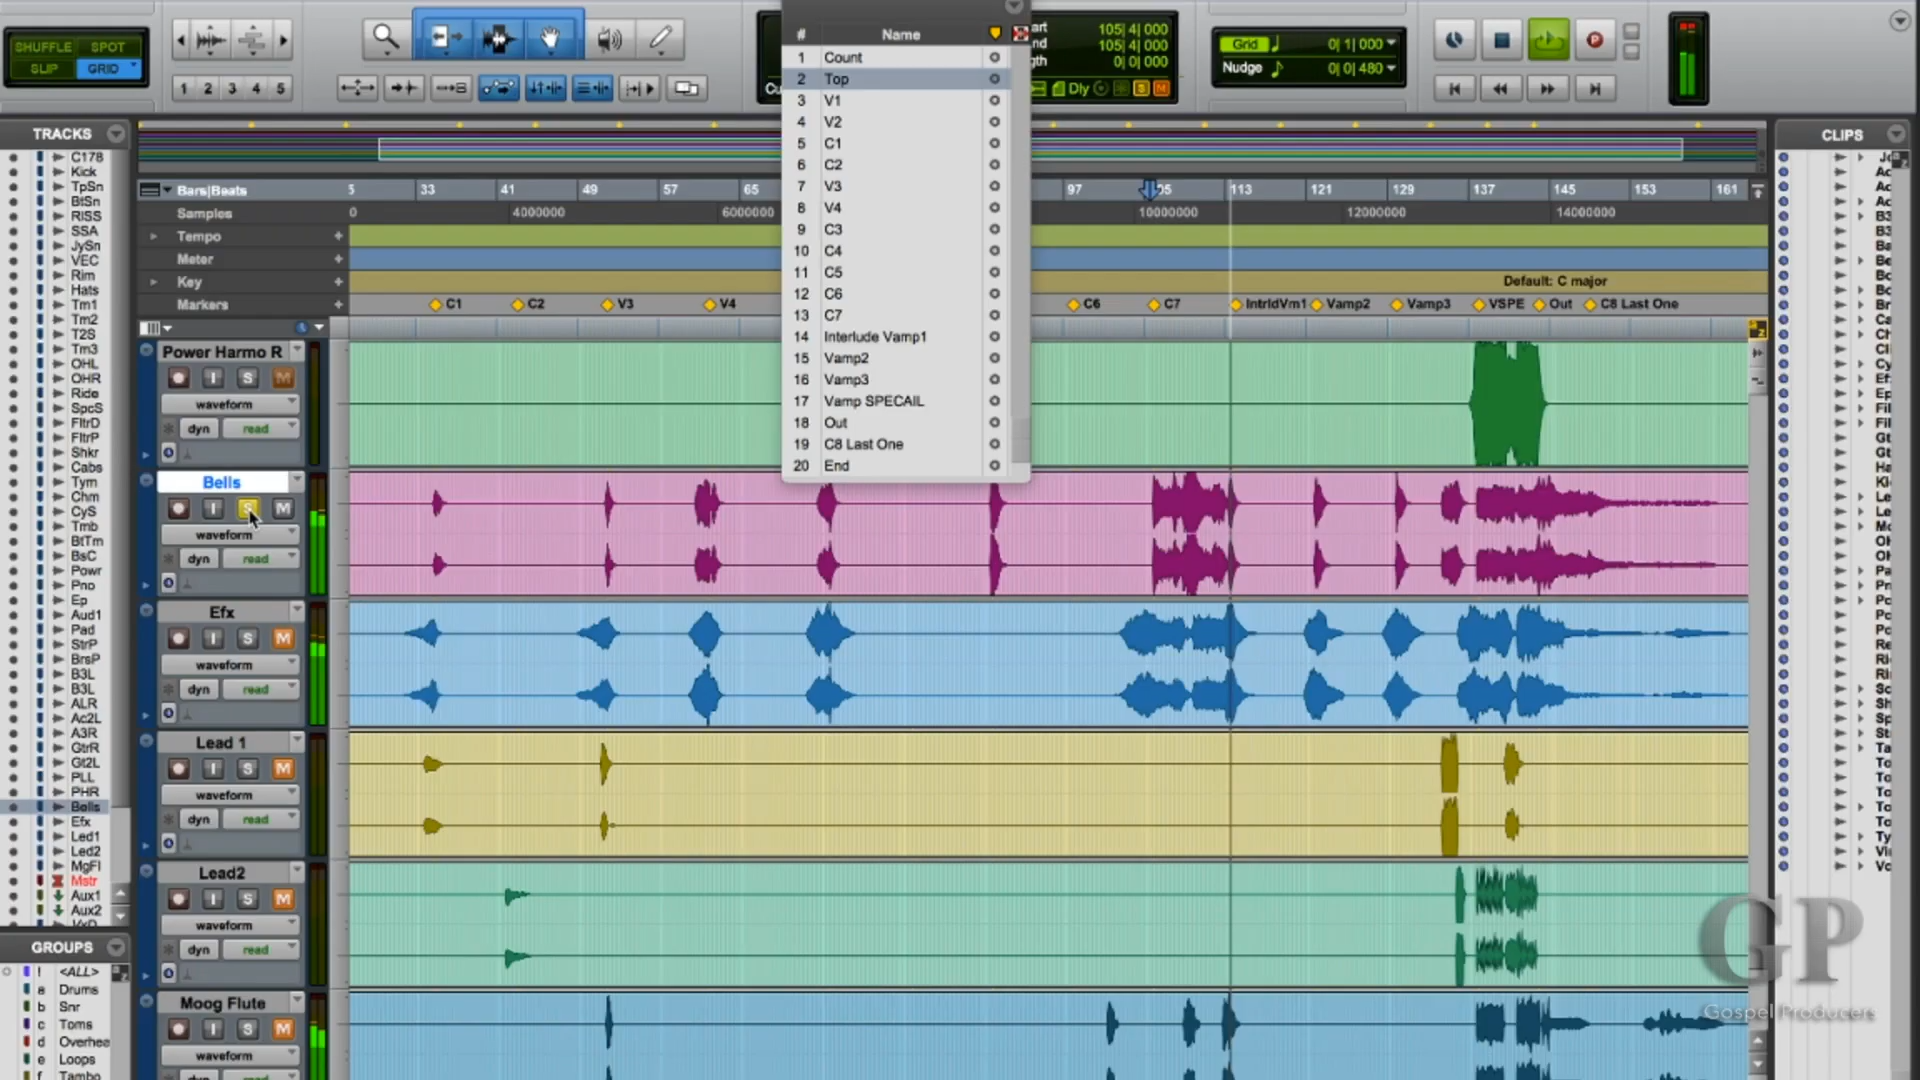 SHUFFLE SPOT
SLIP GRID
1 2 3 4 5
# Name
1 Count
2 Top
3 V1
4 V2
5 C1
6 C2
7 V3
8 V4
9 C3
10 C4
11 C5
12 C6
13 C7
14 Interlude Vamp1
15 Vamp2
16 Vamp3
17 Vamp SPECAIL
18 Out
19 C8 Last One
20 End
Cu
art 105| 4| 000
nd 105| 4| 000
gth 0| 0| 000
Dly S M
Grid 0| 1| 000
Nudge 0| 0| 480
TRACKS
C178
Kick
TpSn
BtSn
RISS
SSA
JySn
VEC
Rim
Hats
Tm1
Tm2
T2S
Tm3
OHL
OHR
Ride
SpcS
FltrD
FltrP
Shkr
Cabs
Tym
Chm
CyS
Tmb
BtTm
BsC
Powr
Pno
Ep
Aud1
Pad
StrP
BrsP
B3L
B3L
ALR
Ac2L
A3R
GtrR
Gt2L
PLL
PHR
Bells
Efx
Led1
Led2
MgFl
Mstr
Aux1
Aux2
GROUPS
! <ALL>
a Drums
b Snr
c Toms
d Overhea
e Loops
f Tambo
Bars|Beats 5 33 41 49 57 65 97 05 113 121 129 137 145 153 161
Samples 0 4000000 6000000 10000000 12000000 14000000
Tempo
Meter
Key Default: C major
Markers C1 C2 V3 V4 C6 C7 IntrldVm1 Vamp2 Vamp3 VSPE Out C8 Last One
Power Harmo R
I S M
waveform
dyn read
Bells
I S M
waveform
dyn read
Efx
I S M
waveform
dyn read
Lead 1
I S M
waveform
dyn read
Lead2
I S M
waveform
dyn read
Moog Flute
I S M
waveform
dyn read
CLIPS
GP
Gospel Producers